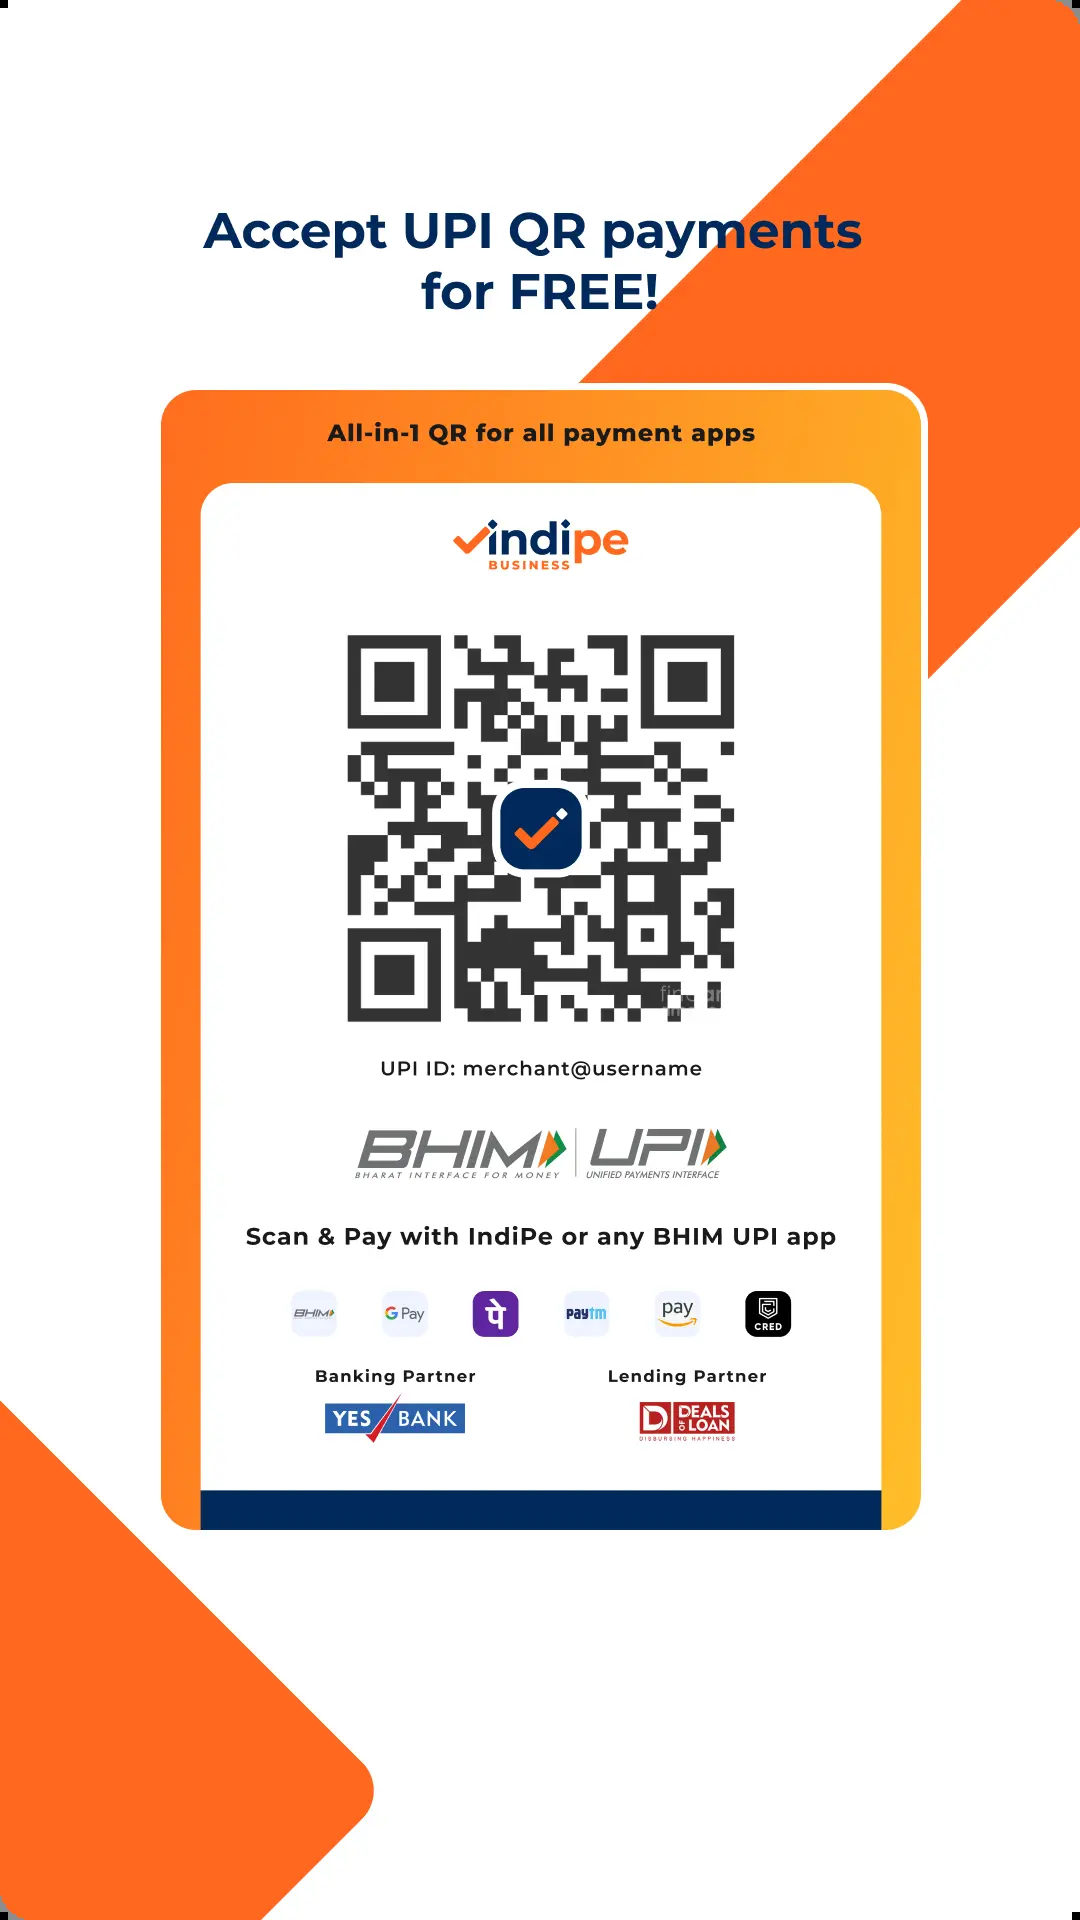 Accept UPI QR payments
for FREE!
All-in-1 QR for all payment apps
indipe
BUSINESS
UPI ID: merchant@username
BHIM UPI
BHARAT INTERFACE FOR MONEY UNIFIED PAYMENTS INTERFACE
Scan & Pay with IndiPe or any BHIM UPI app
BHIM G Pay पे paytm pay CRED
Banking Partner Lending Partner
YES BANK DEALS OF LOAN
DISBURSING HAPPINESS